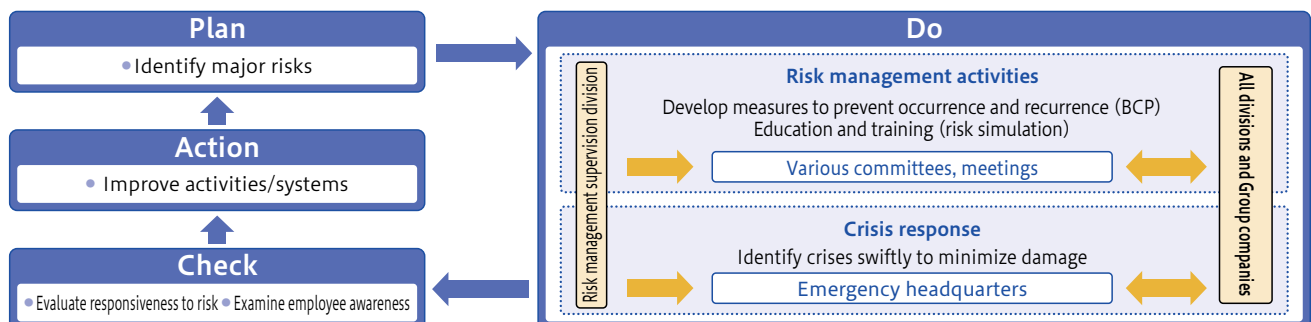 Plan
• Identify major risks
Action
• Improve activities/systems
Check
• Evaluate responsiveness to risk • Examine employee awareness
Do
Risk management supervision division
Risk management activities
Develop measures to prevent occurrence and recurrence (BCP)
Education and training (risk simulation)
Various committees, meetings
Crisis response
Identify crises swiftly to minimize damage
Emergency headquarters
All divisions and Group companies